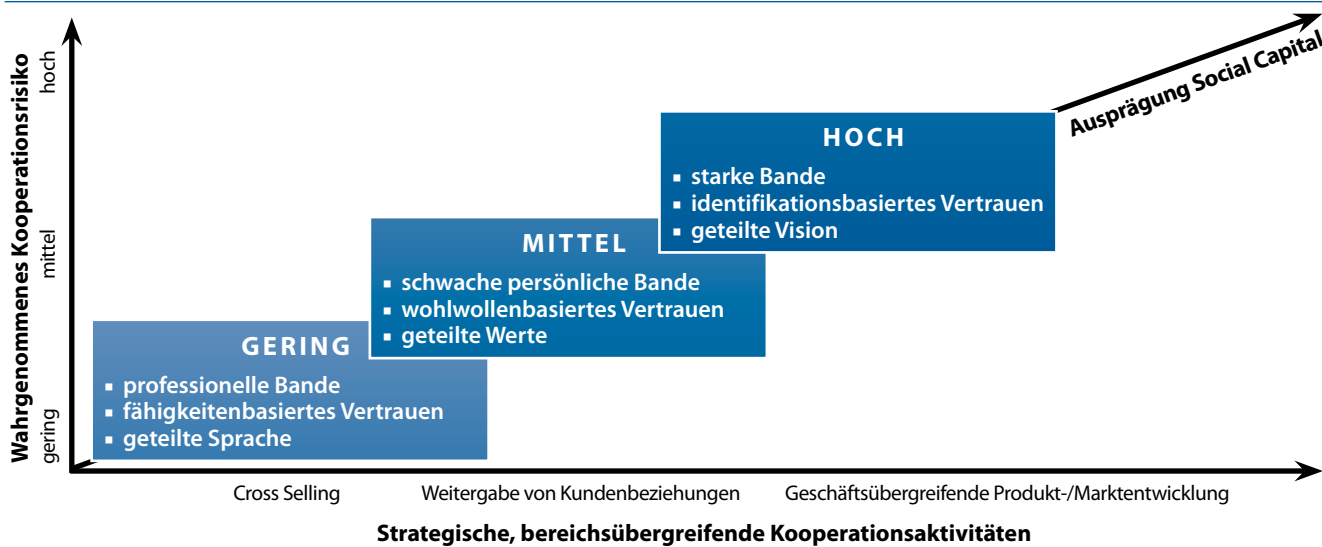 Wahrgenommenes Kooperationsrisiko
hoch
mittel
gering
Ausprägung Social Capital
HOCH
▪ starke Bande
▪ identifikationsbasiertes Vertrauen
▪ geteilte Vision
MITTEL
▪ schwache persönliche Bande
▪ wohlwollenbasiertes Vertrauen
▪ geteilte Werte
GERING
▪ professionelle Bande
▪ fähigkeitenbasiertes Vertrauen
▪ geteilte Sprache
Cross Selling
Weitergabe von Kundenbeziehungen
Geschäftsübergreifende Produkt-/Marktentwicklung
Strategische, bereichsübergreifende Kooperationsaktivitäten